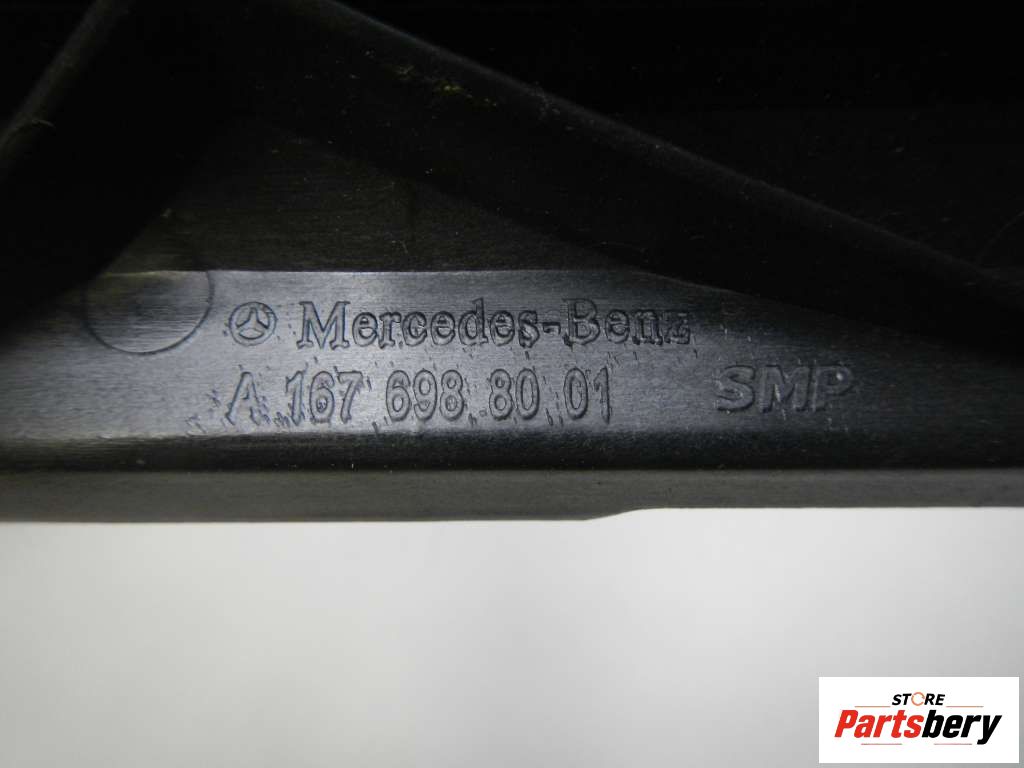 Mercedes-Benz
A 167 698 80 01
SMP
STORE
Partsbery